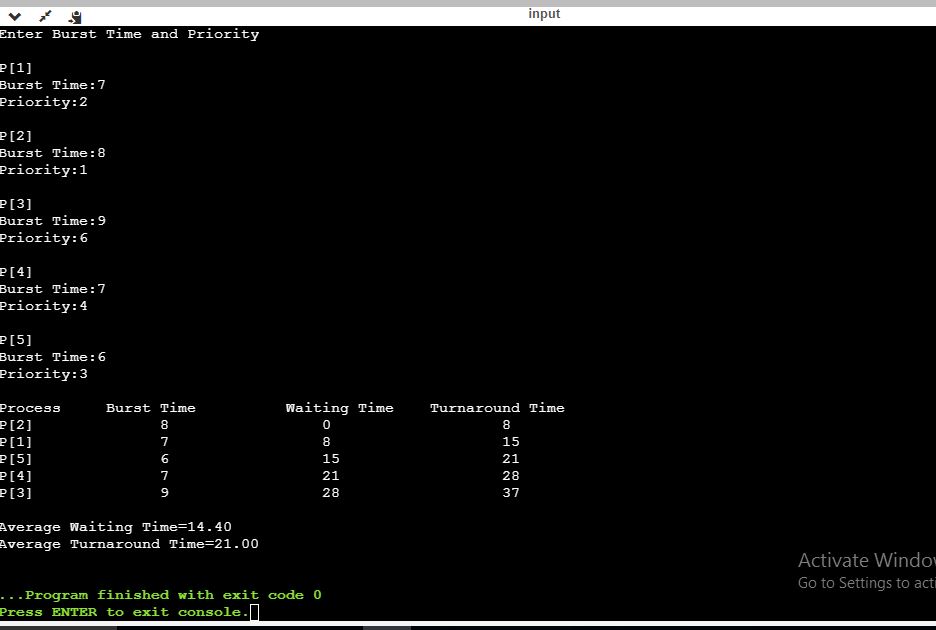 input
Enter Burst Time and Priority
P[1]
Burst Time:7
Priority:2
P[2]
Burst Time:8
Priority:1
P[3]
Burst Time:9
Priority:6
P[4]
Burst Time:7
Priority:4
P[5]
Burst Time:6
Priority:3
Process Burst Time Waiting Time Turnaround Time
P[2] 8 0 8
P[1] 7 8 15
P[5] 6 15 21
P[4] 7 21 28
P[3] 9 28 37
Average Waiting Time=14.40
Average Turnaround Time=21.00
Activate Windo
Go to Settings to acti
...Program finished with exit code 0
Press ENTER to exit console.